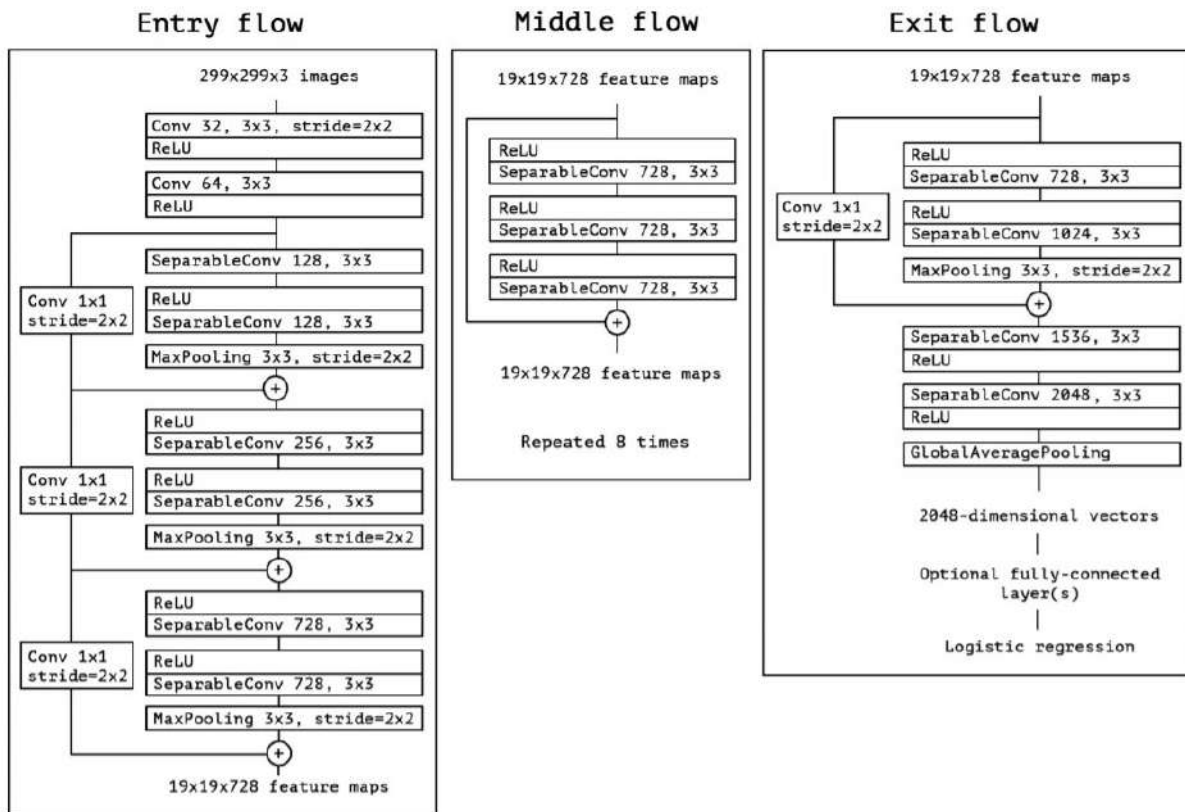 Entry flow
299x299x3 images
Conv 32, 3x3, stride=2x2
ReLU
Conv 64, 3x3
ReLU
SeparableConv 128, 3x3
Conv 1x1
stride=2x2
ReLU
SeparableConv 128, 3x3
MaxPooling 3x3, stride=2x2
+
ReLU
SeparableConv 256, 3x3
Conv 1x1
stride=2x2
ReLU
SeparableConv 256, 3x3
MaxPooling 3x3, stride=2x2
+
ReLU
SeparableConv 728, 3x3
Conv 1x1
stride=2x2
ReLU
SeparableConv 728, 3x3
MaxPooling 3x3, stride=2x2
+
19x19x728 feature maps
Middle flow
19x19x728 feature maps
ReLU
SeparableConv 728, 3x3
ReLU
SeparableConv 728, 3x3
ReLU
SeparableConv 728, 3x3
+
19x19x728 feature maps
Repeated 8 times
Exit flow
19x19x728 feature maps
ReLU
SeparableConv 728, 3x3
Conv 1x1
stride=2x2
ReLU
SeparableConv 1024, 3x3
MaxPooling 3x3, stride=2x2
+
SeparableConv 1536, 3x3
ReLU
SeparableConv 2048, 3x3
ReLU
GlobalAveragePooling
2048-dimensional vectors
Optional fully-connected
layer(s)
Logistic regression